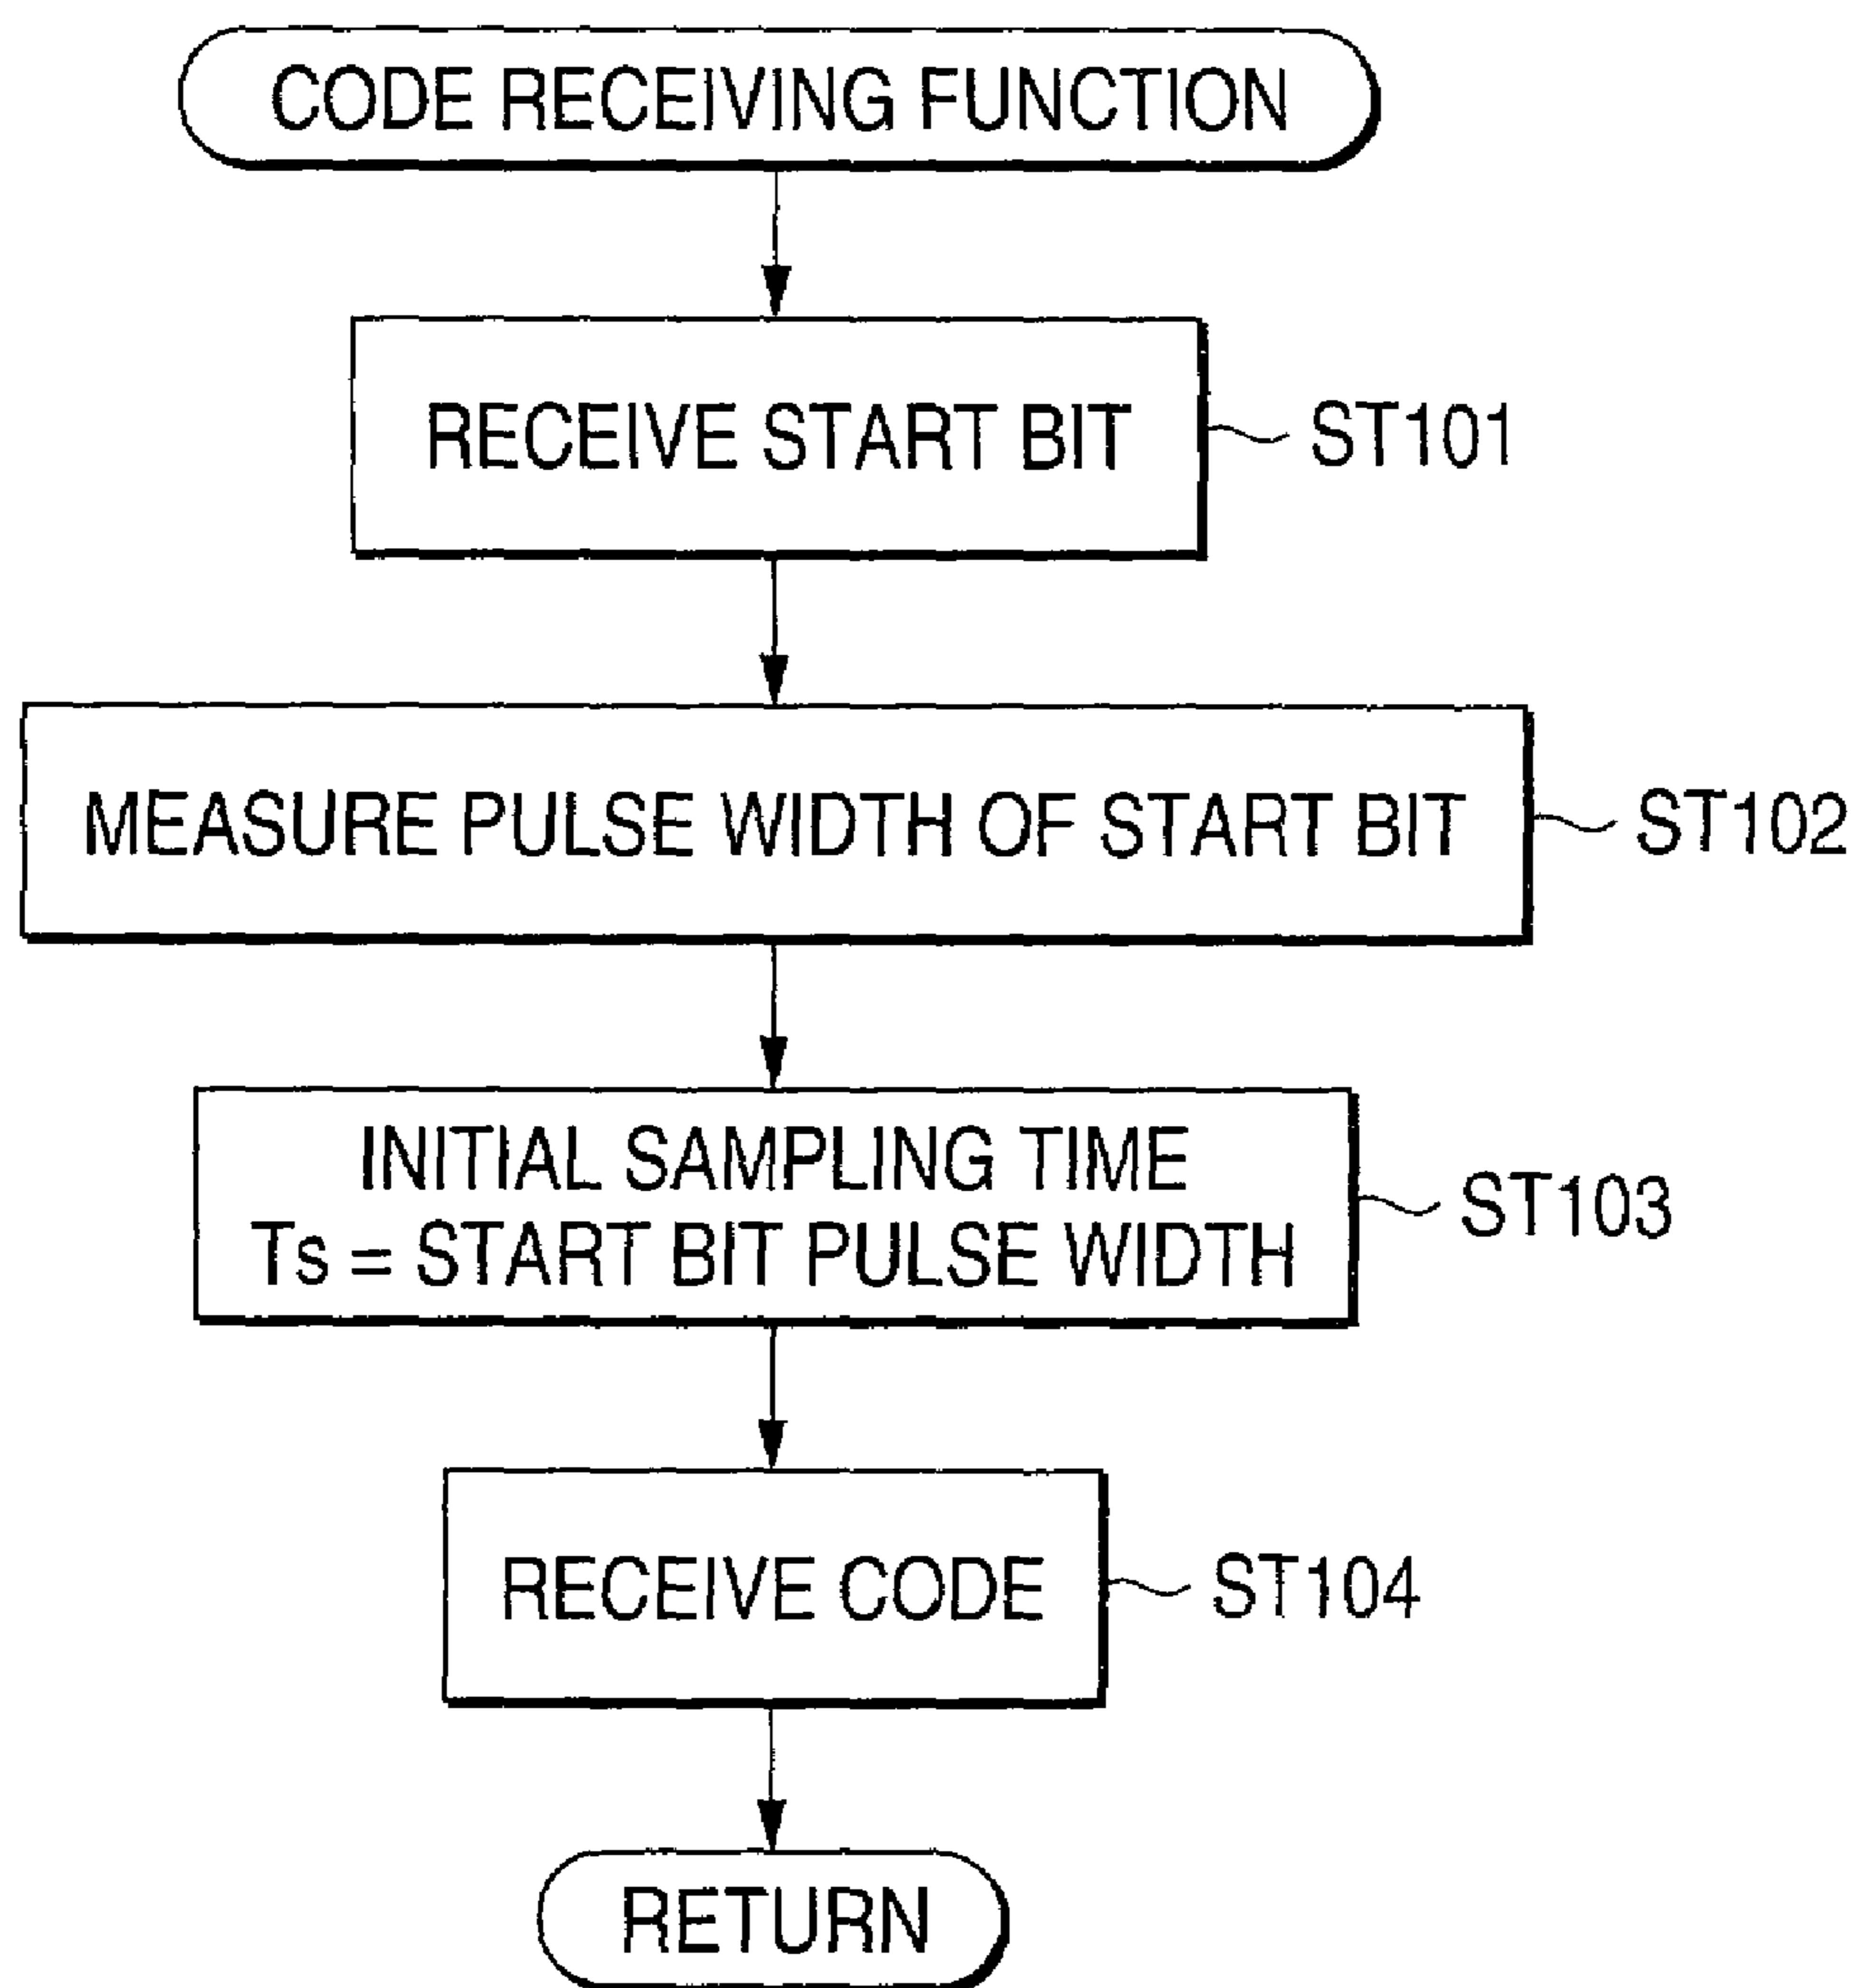 CODE RECEIVING FUNCTION
RECEIVE START BIT
ST101
MEASURE PULSE WIDTH OF START BIT
ST102
INITIAL SAMPLING TIME
Ts = START BIT PULSE WIDTH
ST103
RECEIVE CODE
ST104
RETURN